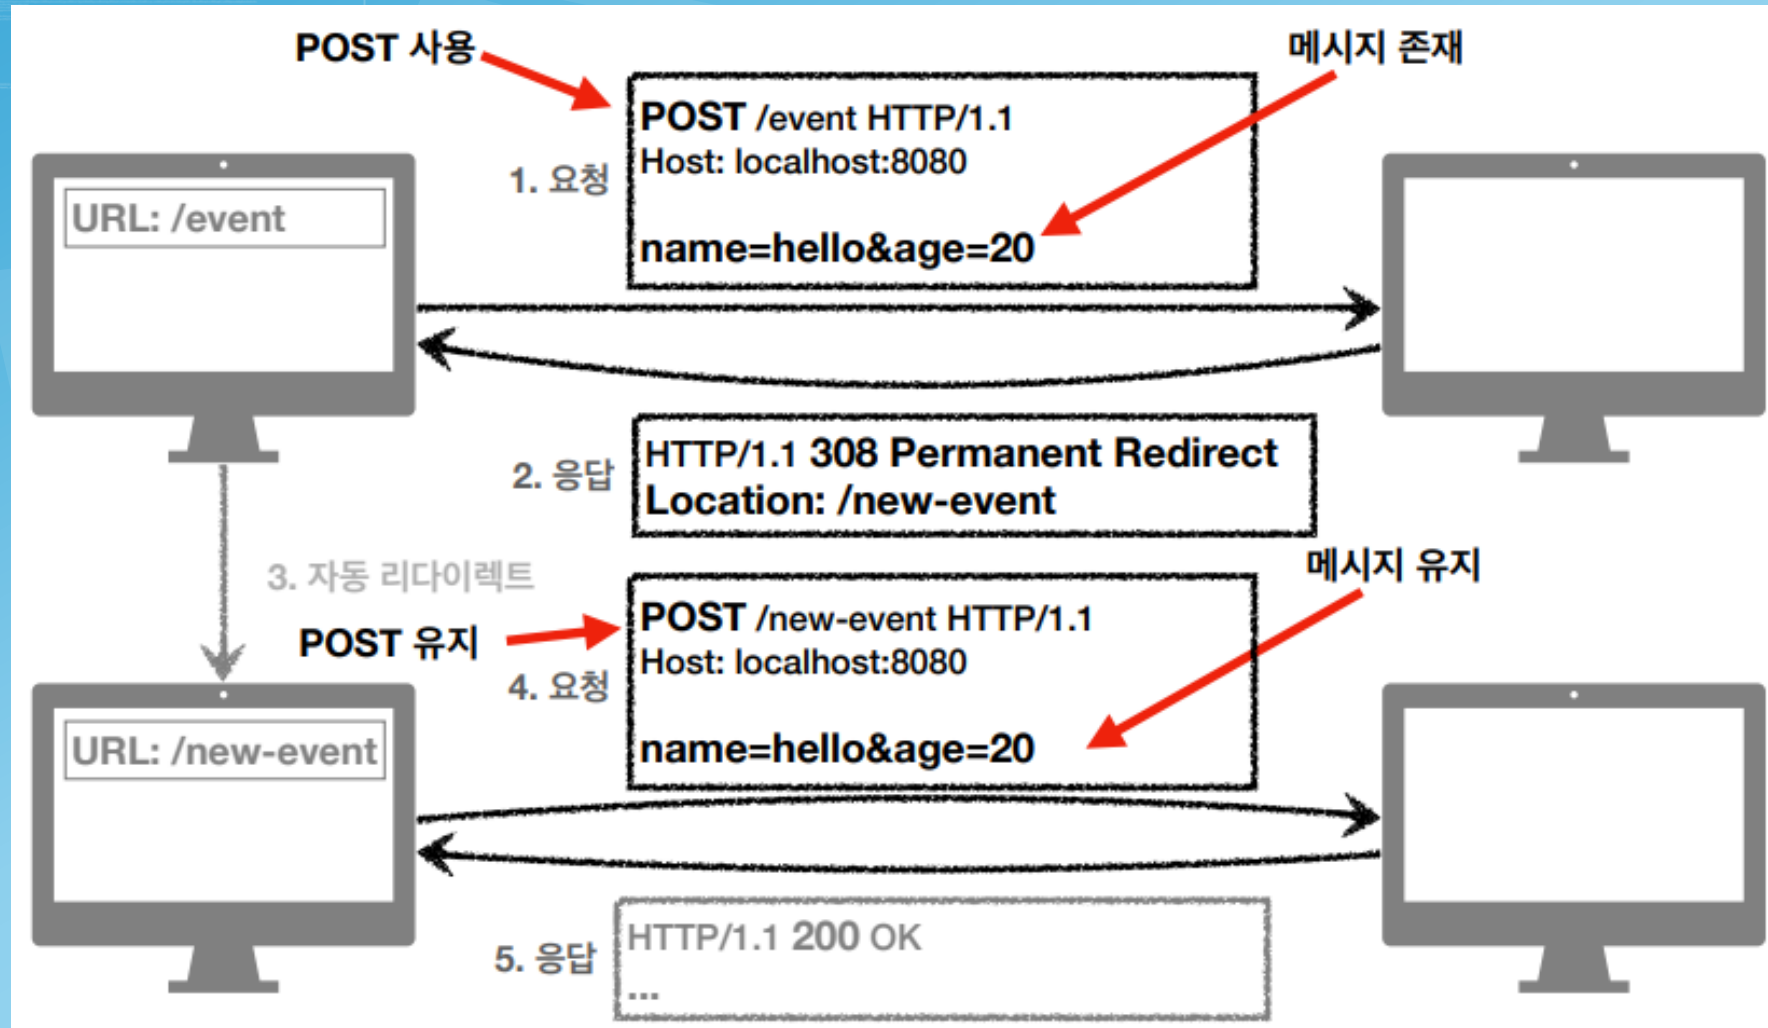 POST 사용
메시지 존재
POST /event HTTP/1.1
Host: localhost:8080
1. 요청
name=hello&age=20
URL: /event
2. 응답
HTTP/1.1 308 Permanent Redirect
Location: /new-event
3. 자동 리다이렉트
메시지 유지
POST 유지
POST /new-event HTTP/1.1
Host: localhost:8080
4. 요청
name=hello&age=20
URL: /new-event
5. 응답
HTTP/1.1 200 OK
...